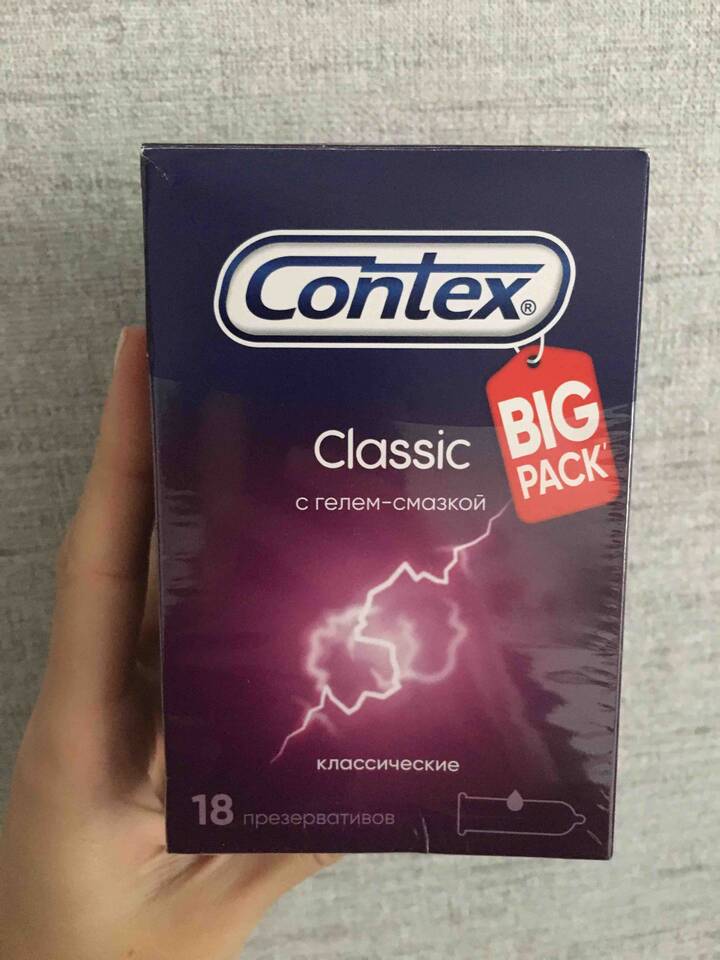 Contex®
BIG
PACK
Classic
с гелем-смазкой
классические
18 презервативов